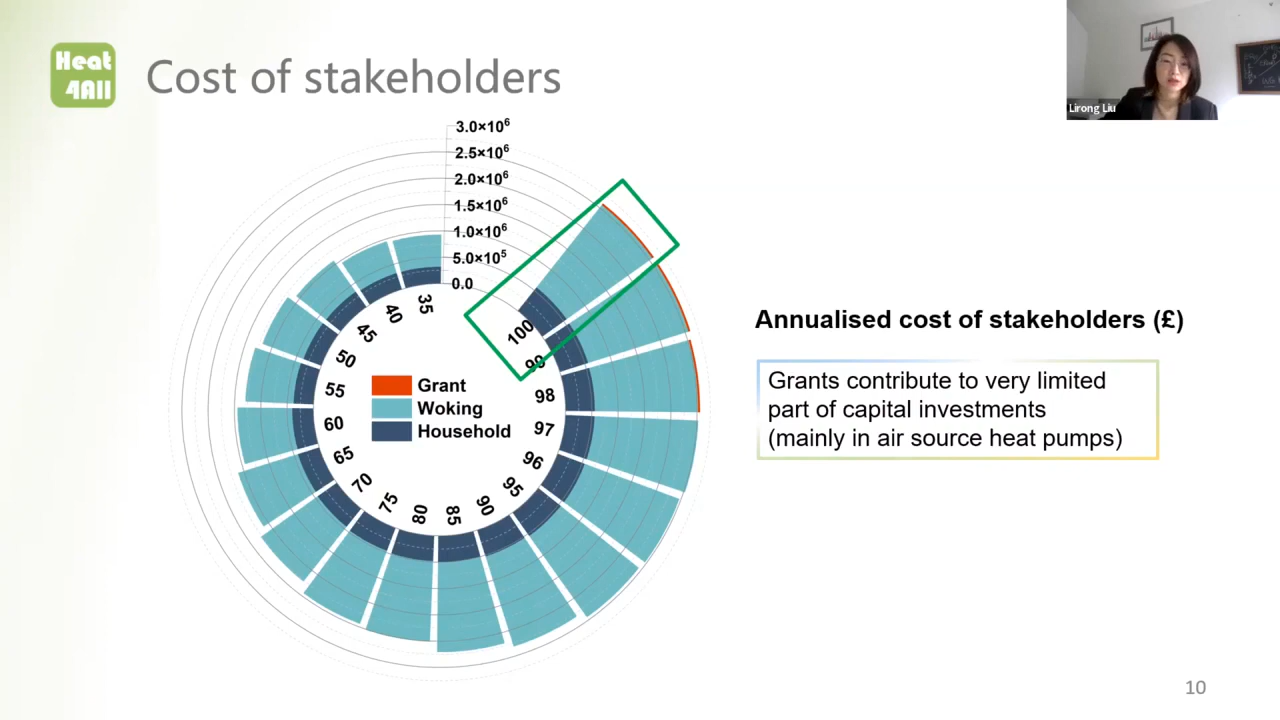 Heat
4All
Cost of stakeholders
Lirong Liu
3.0×10⁶
2.5×10⁶
2.0×10⁶
1.5×10⁶
1.0×10⁶
5.0×10⁵
0.0
35
40
45
50
55
60
65
70
75
80
85
90
95
96
97
98
99
100
Grant
Woking
Household
Annualised cost of stakeholders (£)
Grants contribute to very limited
part of capital investments
(mainly in air source heat pumps)
10